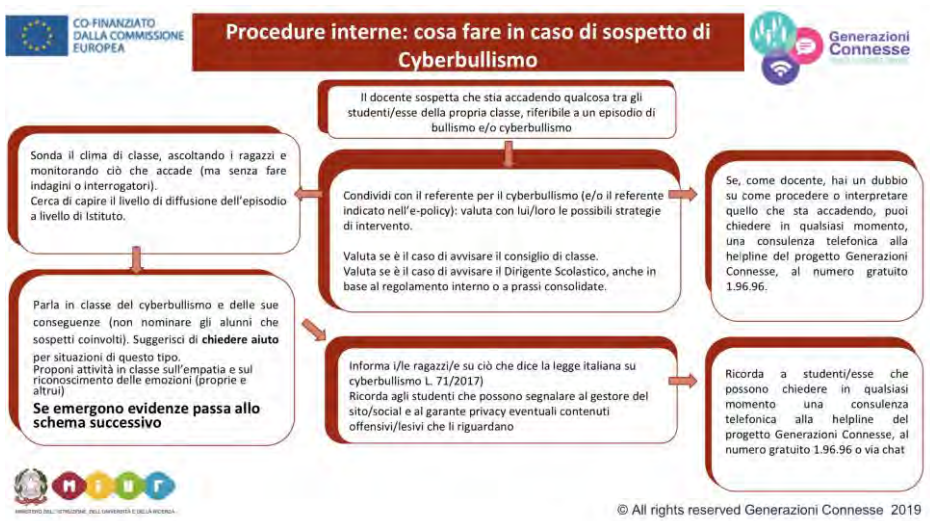 CO-FINANZIATO
DALLA COMMISSIONE
EUROPEA
Procedure interne: cosa fare in caso di sospetto di
Cyberbullismo
Generazioni
Connesse
Il docente sospetta che stia accadendo qualcosa tra gli
studenti/esse della propria classe, riferibile a un episodio di
bullismo e/o cyberbullismo
Sonda il clima di classe, ascoltando i ragazzi e
monitorando ciò che accade (ma senza fare
indagini o interrogatori).
Cerca di capire il livello di diffusione dell'episodio
a livello di Istituto.
Condividi con il referente per il cyberbullismo (e/o il referente
indicato nell'e-policy): valuta con lui/loro le possibili strategie
di intervento.
Valuta se è il caso di avvisare il consiglio di classe.
Valuta se è il caso di avvisare il Dirigente Scolastico, anche in
base al regolamento interno o a prassi consolidate.
Se, come docente, hai un dubbio
su come procedere o interpretare
quello che sta accadendo, puoi
chiedere in qualsiasi momento,
una consulenza telefonica alla
helpline del progetto Generazioni
Connesse, al numero gratuito
1.96.96.
Parla in classe del cyberbullismo e delle sue
conseguenze (non nominare gli alunni che
sospetti coinvolti). Suggerisci di chiedere aiuto
per situazioni di questo tipo.
Proponi attività in classe sull'empatia e sul
riconoscimento delle emozioni (proprie e
altrui)
Se emergono evidenze passa allo
schema successivo
Informa i/le ragazzi/e su ciò che dice la legge italiana su
cyberbullismo L. 71/2017)
Ricorda agli studenti che possono segnalare al gestore del
sito/social e al garante privacy eventuali contenuti
offensivi/lesivi che li riguardano
Ricorda a studenti/esse che
possono chiedere in qualsiasi
momento una consulenza
telefonica alla helpline del
progetto Generazioni Connesse, al
numero gratuito 1.96.96 o via chat
miur
MINISTERO DELL'ISTRUZIONE, DELL'UNIVERSITÀ E DELLA RICERCA
© All rights reserved Generazioni Connesse 2019